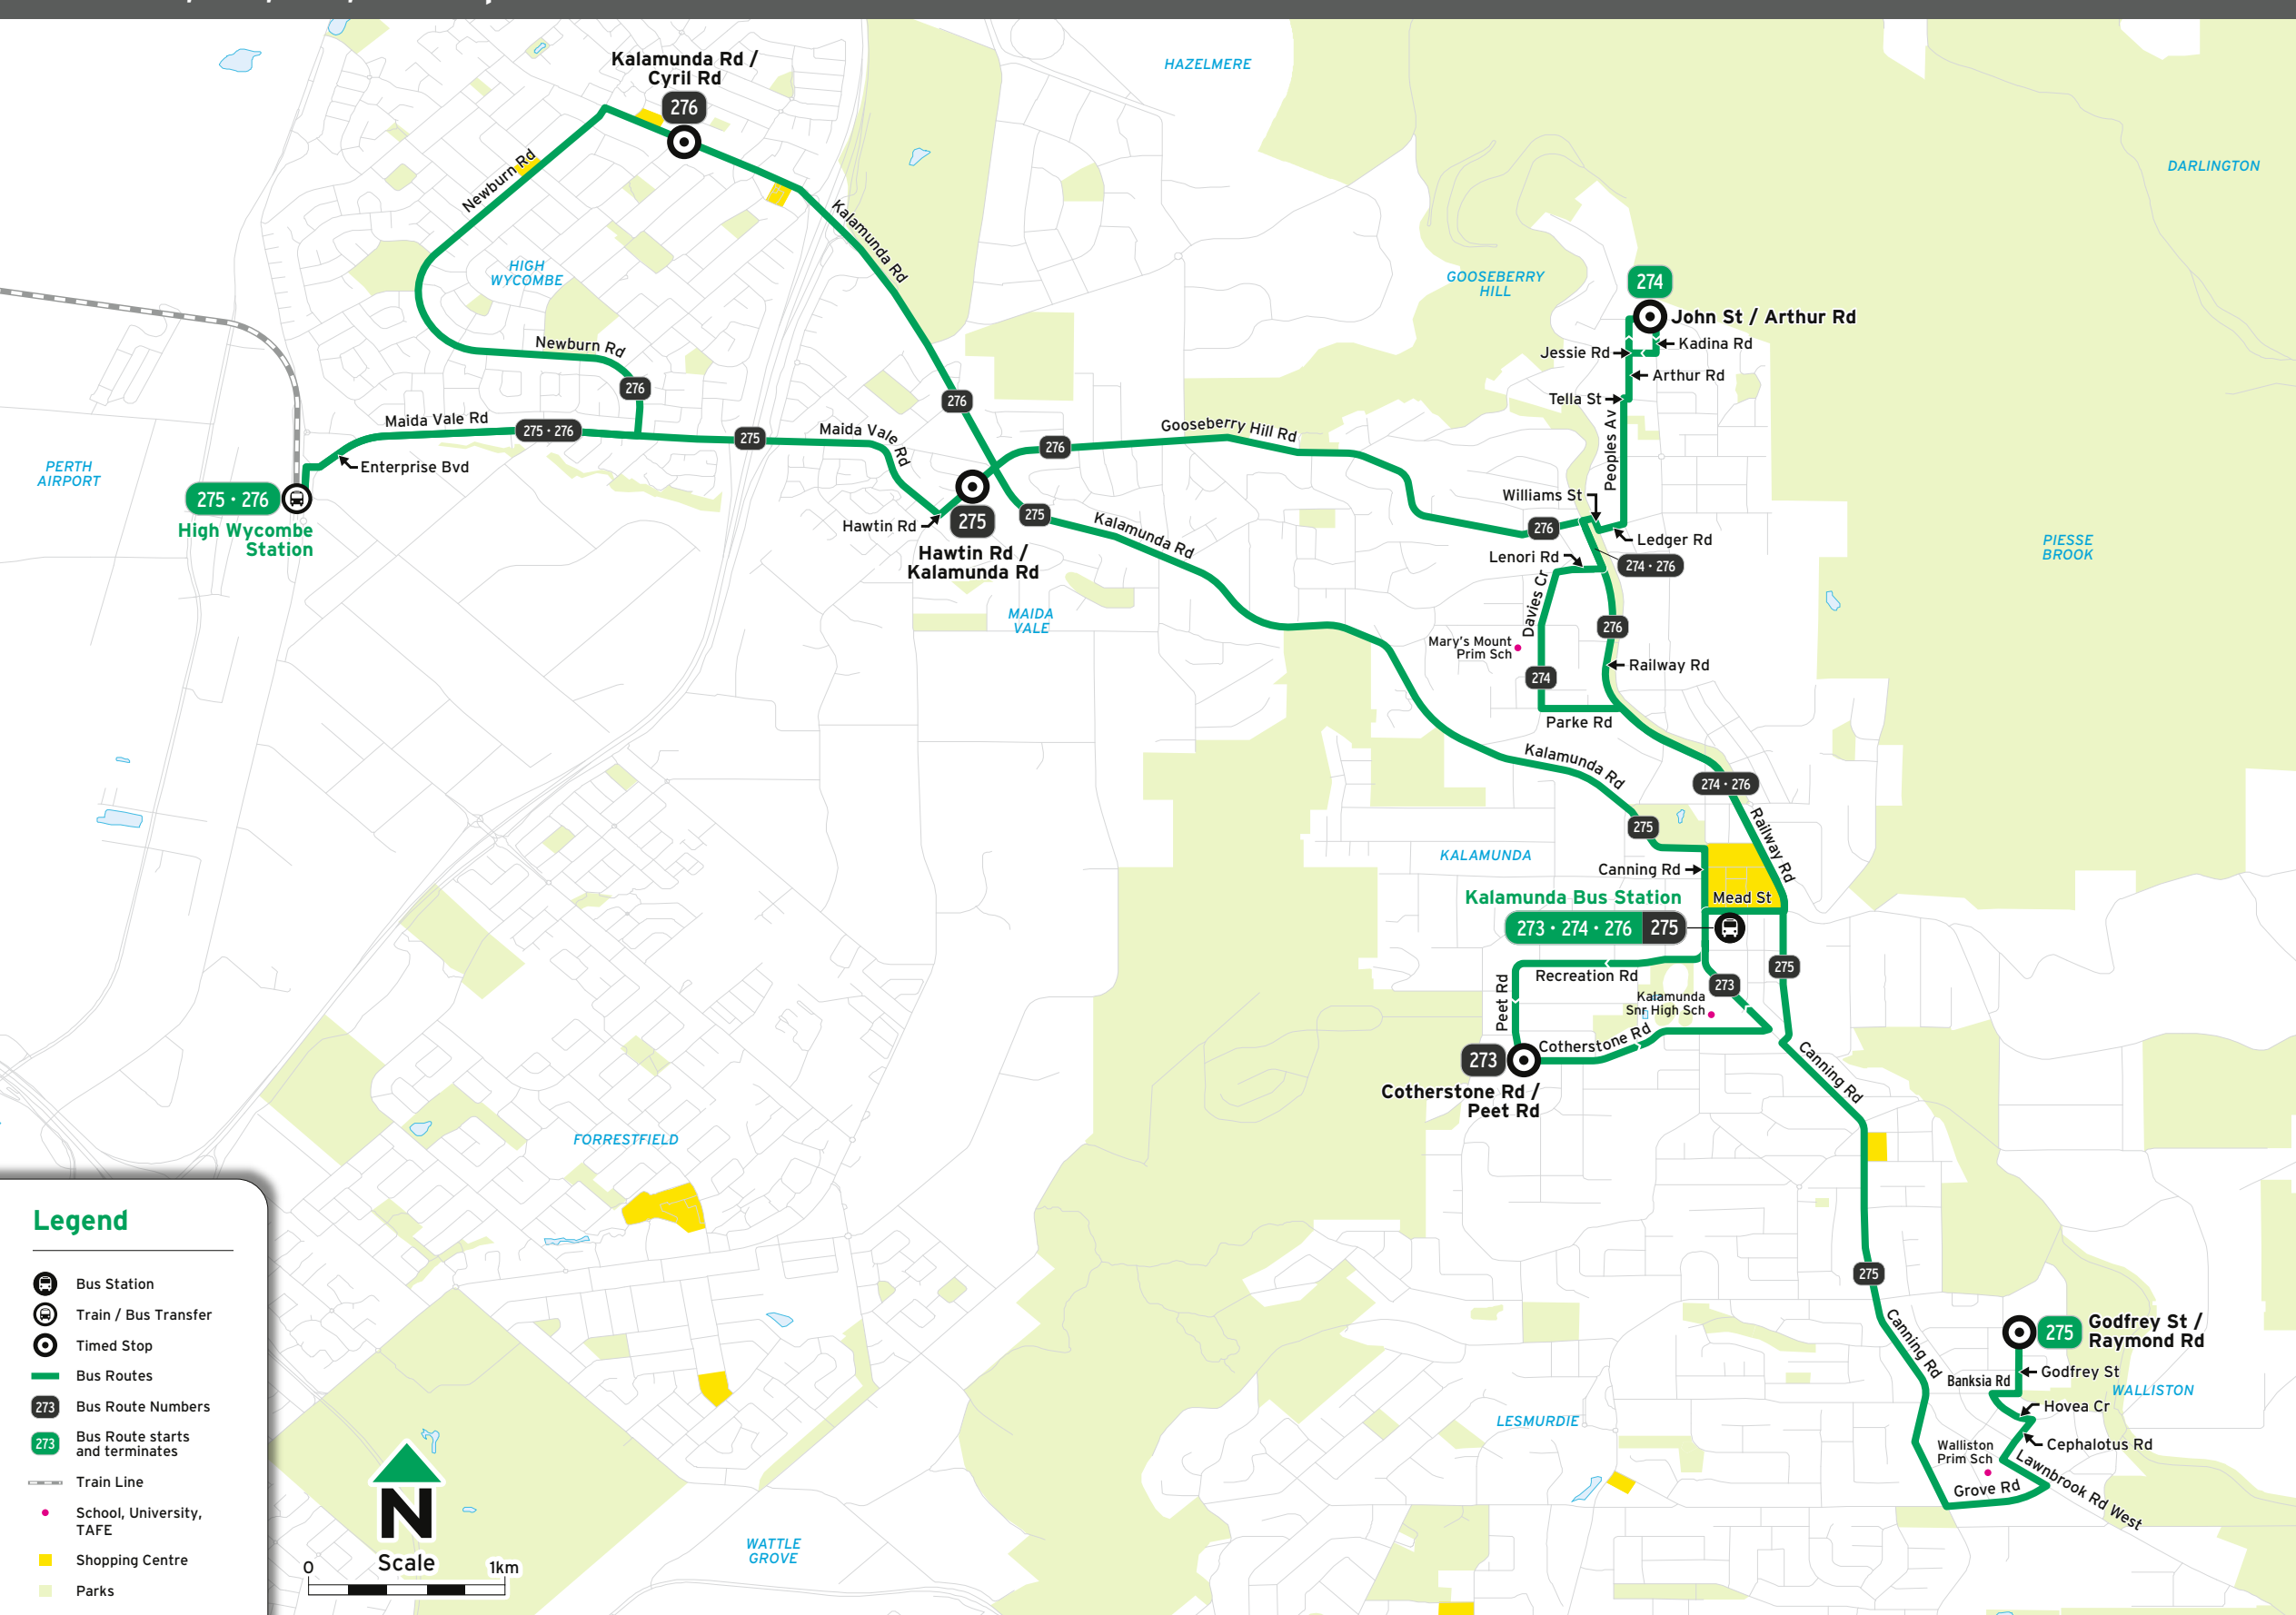 Kalamunda Rd /
Cyril Rd
276
HAZELMERE
DARLINGTON
Newburn Rd
Kalamunda Rd
HIGH
WYCOMBE
GOOSEBERRY
HILL
274
John St / Arthur Rd
Kadina Rd
Jessie Rd
Arthur Rd
Tella St
Peoples Av
Newburn Rd
276
276
Maida Vale Rd
275 · 276
275
Maida Vale Rd
276
Gooseberry Hill Rd
PERTH
AIRPORT
Enterprise Bvd
275 · 276
High Wycombe
Station
Hawtin Rd
275
Hawtin Rd /
Kalamunda Rd
275
Kalamunda Rd
Williams St
276
Ledger Rd
Lenori Rd
274 · 276
PIESSE
BROOK
Davies Cr
MAIDA
VALE
276
Mary's Mount
Prim Sch
Railway Rd
274
Parke Rd
Kalamunda Rd
274 · 276
275
Railway Rd
KALAMUNDA
Canning Rd
Kalamunda Bus Station
Mead St
273 · 274 · 276 275
275
Recreation Rd
273
Peet Rd
Kalamunda
Snr High Sch
Cotherstone Rd
273
Cotherstone Rd /
Peet Rd
Canning Rd
FORRESTFIELD
275
Canning Rd
275
Godfrey St /
Raymond Rd
Godfrey St
Banksia Rd
WALLISTON
Hovea Cr
LESMURDIE
Cephalotus Rd
Walliston
Prim Sch
Lawnbrook Rd West
Grove Rd
WATTLE
GROVE
Legend
Bus Station
Train / Bus Transfer
Timed Stop
Bus Routes
273
Bus Route Numbers
273
Bus Route starts
and terminates
Train Line
School, University,
TAFE
Shopping Centre
Parks
N
Scale
0
1km